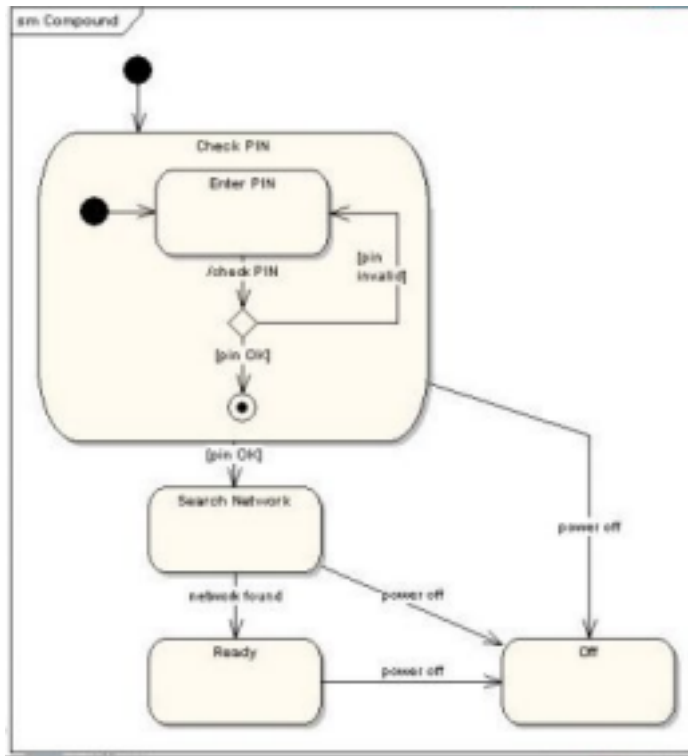 sm Compound
Check PIN
Enter PIN
/check PIN
[pin
invalid]
[pin OK]
[pin OK]
Search Network
power off
network found
power off
Ready
power off
Off